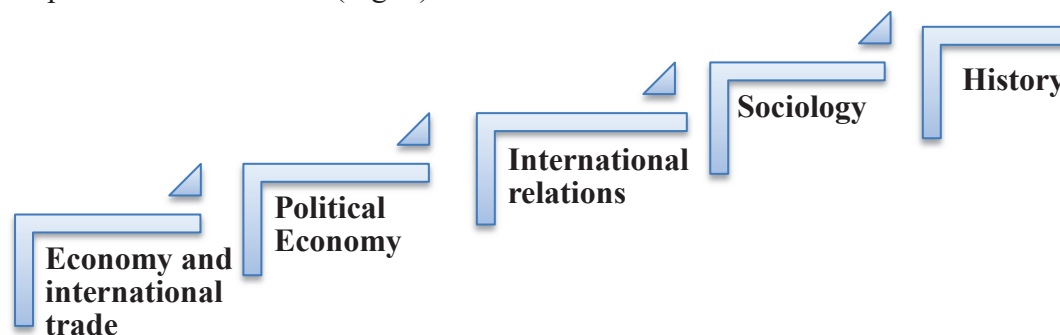 Economy and
international
trade
Political
Economy
International
relations
Sociology
History